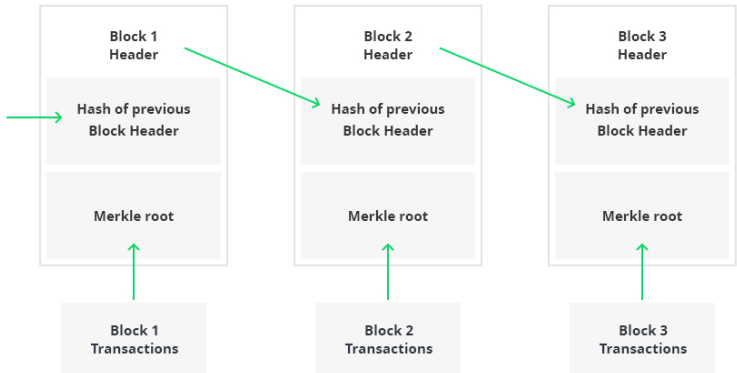 Block 1
Header
Hash of previous
Block Header
Merkle root
Block 1
Transactions
Block 2
Header
Hash of previous
Block Header
Merkle root
Block 2
Transactions
Block 3
Header
Hash of previous
Block Header
Merkle root
Block 3
Transactions